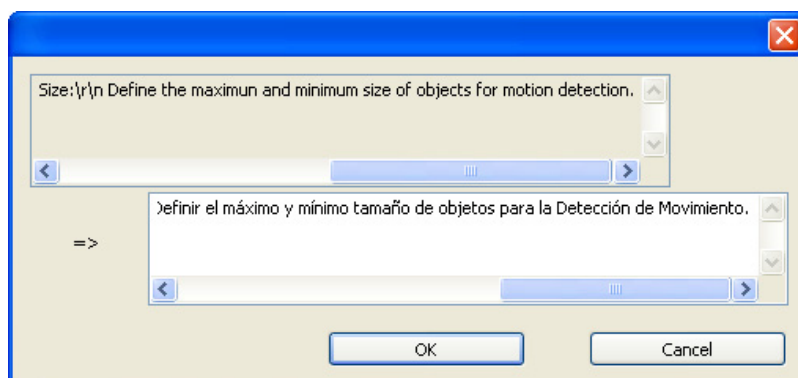 Size:\r\n Define the maximun and minimum size of objects for motion detection.
Definir el máximo y mínimo tamaño de objetos para la Detección de Movimiento.
=>
OK
Cancel